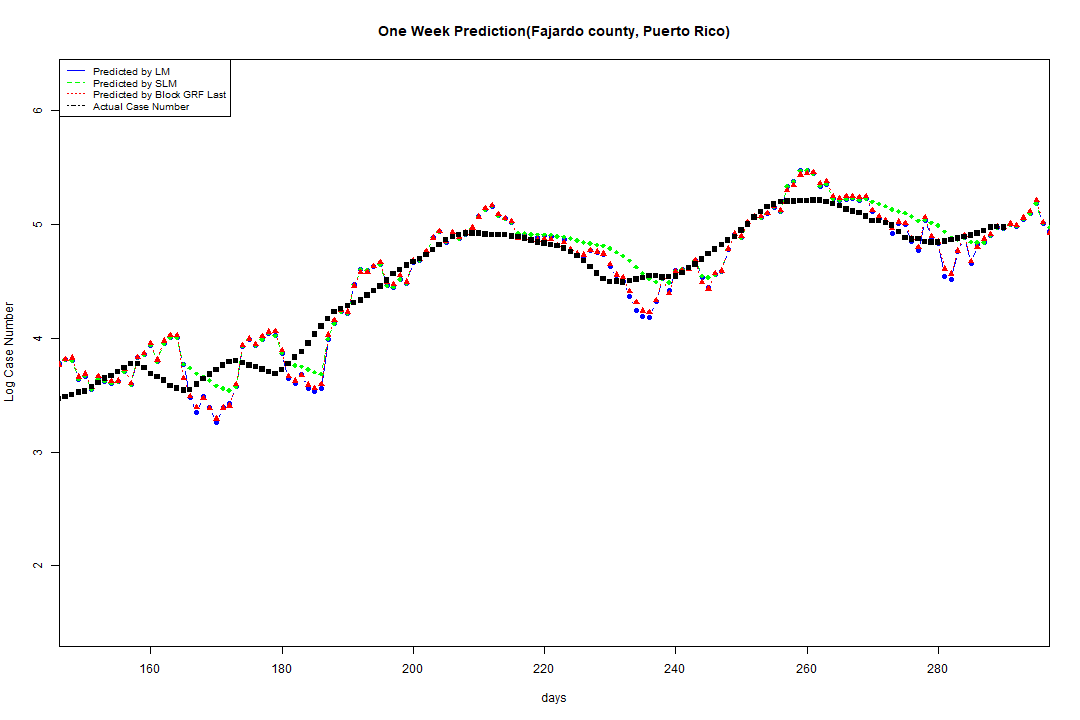 One Week Prediction(Fajardo county, Puerto Rico)
Predicted by LM
Predicted by SLM
Predicted by Block GRF Last
Actual Case Number
6
5
4
3
2
Log Case Number
160 180 200 220 240 260 280
days